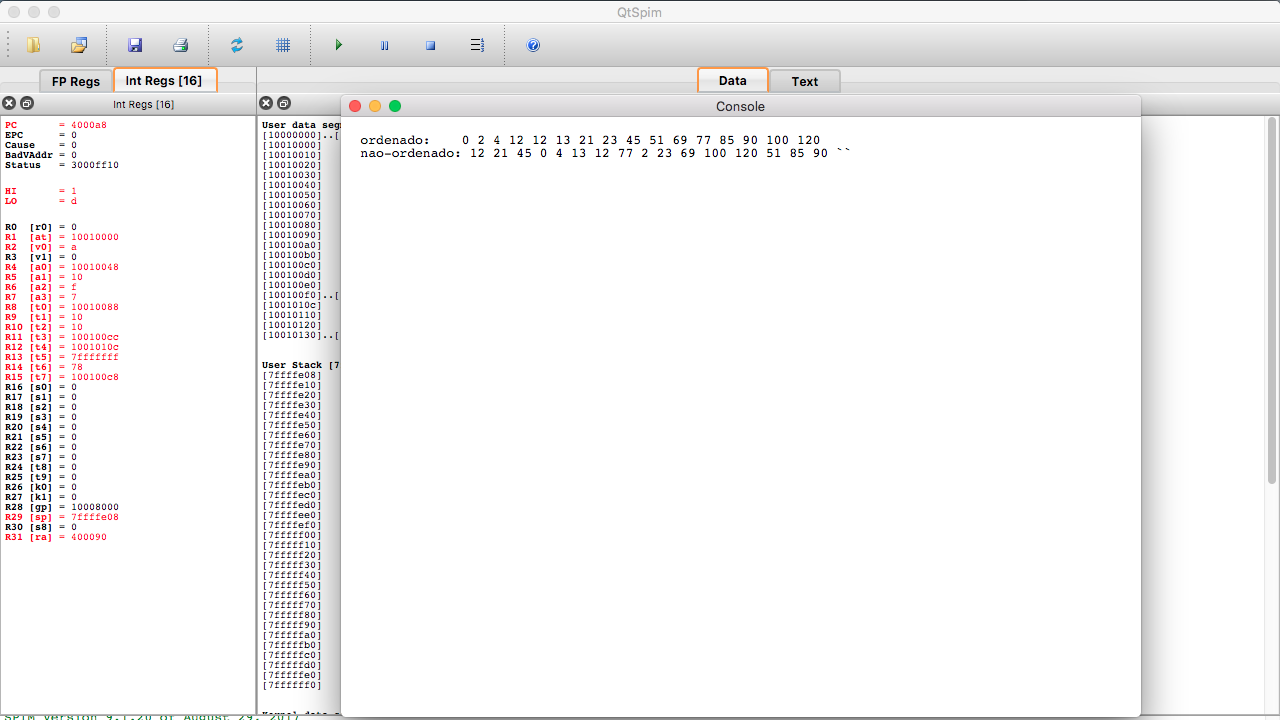 QtSpim
FP Regs
Int Regs [16]
Data
Text
Int Regs [16]
PC = 4000a8
EPC = 0
Cause = 0
BadVAddr = 0
Status = 3000ff10
HI = 1
LO = d
R0 [r0] = 0
R1 [at] = 10010000
R2 [v0] = a
R3 [v1] = 0
R4 [a0] = 10010048
R5 [a1] = 10
R6 [a2] = f
R7 [a3] = 7
R8 [t0] = 10010088
R9 [t1] = 10
R10 [t2] = 10
R11 [t3] = 100100cc
R12 [t4] = 1001010c
R13 [t5] = 7fffffff
R14 [t6] = 78
R15 [t7] = 100100c8
R16 [s0] = 0
R17 [s1] = 0
R18 [s2] = 0
R19 [s3] = 0
R20 [s4] = 0
R21 [s5] = 0
R22 [s6] = 0
R23 [s7] = 0
R24 [t8] = 0
R25 [t9] = 0
R26 [k0] = 0
R27 [k1] = 0
R28 [gp] = 10008000
R29 [sp] = 7ffffe08
R30 [s8] = 0
R31 [ra] = 400090
User data seg
[10000000]..[
[10010000]
[10010010]
[10010020]
[10010030]
[10010040]
[10010050]
[10010060]
[10010070]
[10010080]
[10010090]
[100100a0]
[100100b0]
[100100c0]
[100100d0]
[100100e0]
[100100f0]..[
[1001010c]
[10010110]
[10010120]
[10010130]..[
User Stack [7
[7ffffe08]
[7ffffe10]
[7ffffe20]
[7ffffe30]
[7ffffe40]
[7ffffe50]
[7ffffe60]
[7ffffe70]
[7ffffe80]
[7ffffe90]
[7ffffea0]
[7ffffeb0]
[7ffffec0]
[7ffffed0]
[7ffffee0]
[7ffffef0]
[7fffff00]
[7fffff10]
[7fffff20]
[7fffff30]
[7fffff40]
[7fffff50]
[7fffff60]
[7fffff70]
[7fffff80]
[7fffff90]
[7fffffa0]
[7fffffb0]
[7fffffc0]
[7fffffd0]
[7fffffe0]
[7ffffff0]
Console
ordenado: 0 2 4 12 12 13 21 23 45 51 69 77 85 90 100 120
nao-ordenado: 12 21 45 0 4 13 12 77 2 23 69 100 120 51 85 90 ``
SPIM Version 9.1.20 of August 29, 2017